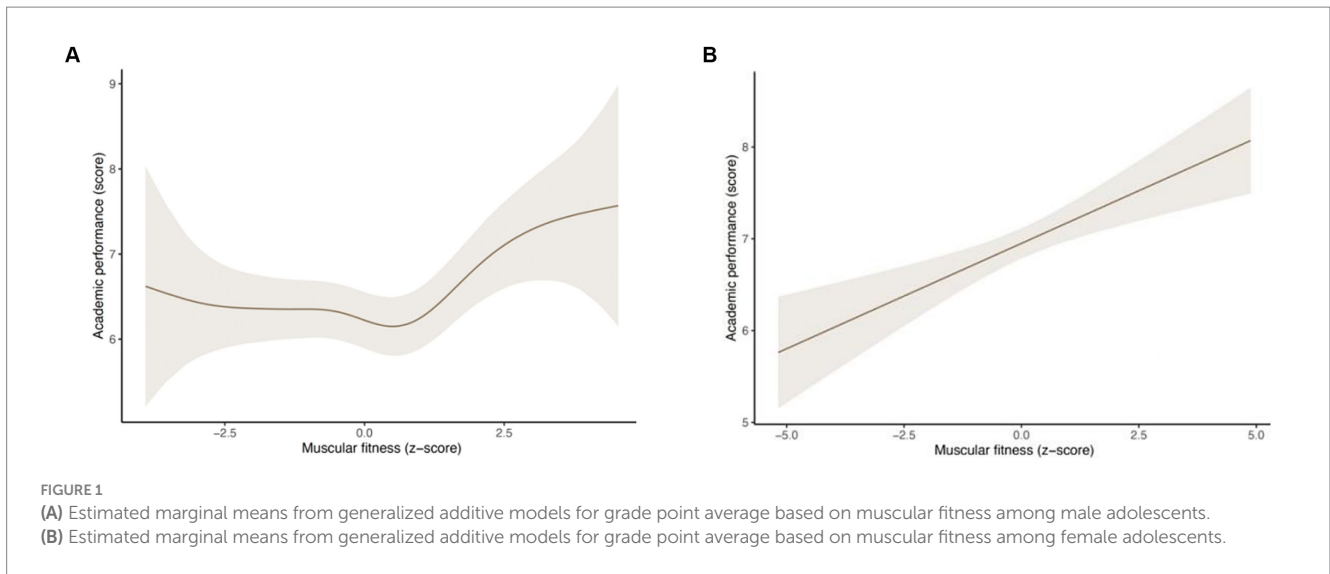 A
B
Academic performance (score)
9
8
7
6
−2.5
0.0
2.5
Muscular fitness (z−score)
Academic performance (score)
8
7
6
5
−5.0
−2.5
0.0
2.5
5.0
Muscular fitness (z−score)
FIGURE 1
(A) Estimated marginal means from generalized additive models for grade point average based on muscular fitness among male adolescents.
(B) Estimated marginal means from generalized additive models for grade point average based on muscular fitness among female adolescents.